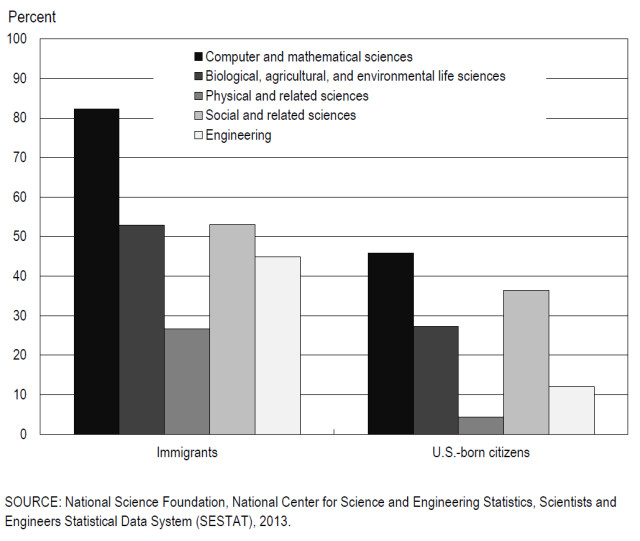 Percent
100
90
80
70
60
50
40
30
20
10
0
Computer and mathematical sciences
Biological, agricultural, and environmental life sciences
Physical and related sciences
Social and related sciences
Engineering
Immigrants
U.S.-born citizens
SOURCE: National Science Foundation, National Center for Science and Engineering Statistics, Scientists and
Engineers Statistical Data System (SESTAT), 2013.